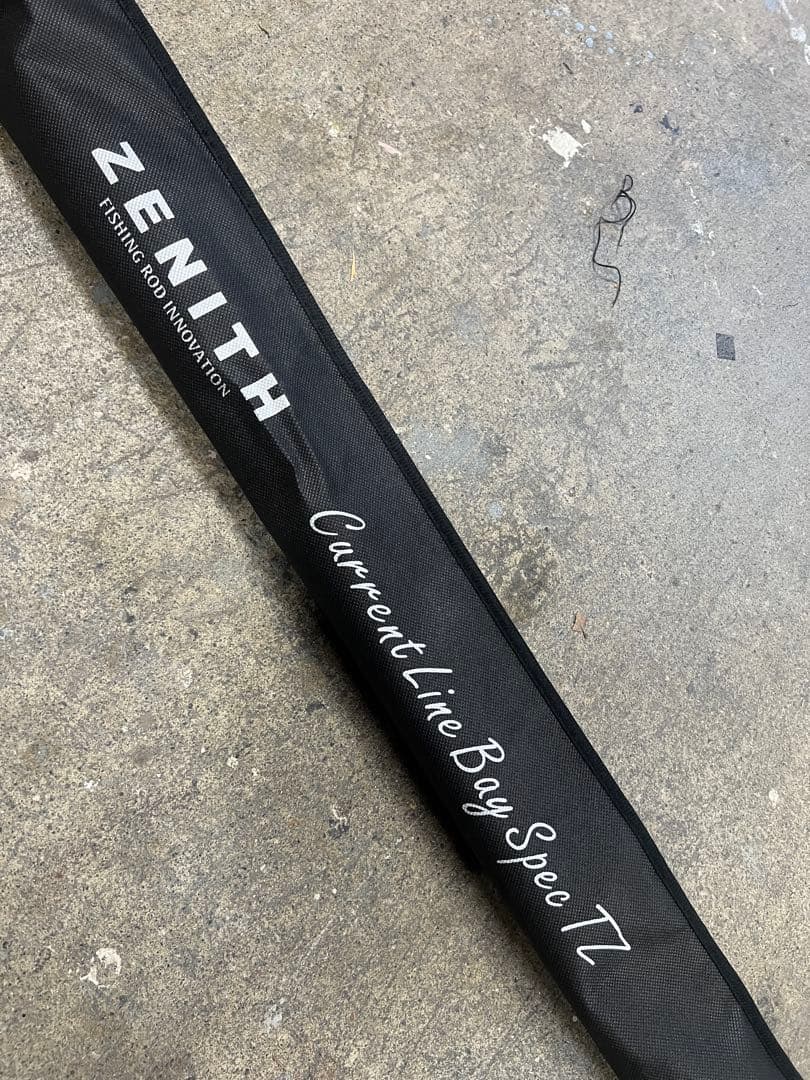 ZENITH
FISHING ROD INNOVATION
Current Line Bay Spec TZ